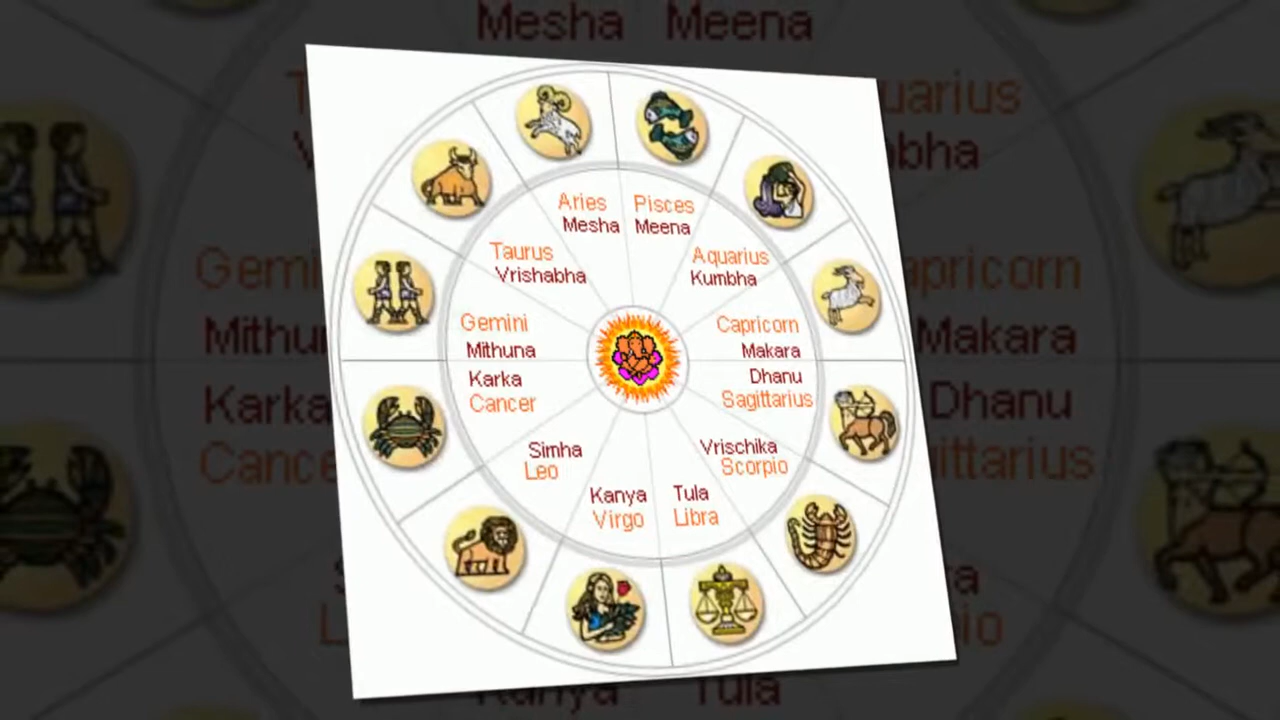 Mesha Meena
Aries
Mesha
Pisces
Meena
Taurus
Vrishabha
Aquarius
Kumbha
Gemini
Mithuna
Capricorn
Makara
Karka
Cancer
Dhanu
Sagittarius
Simha
Leo
Vrischika
Scorpio
Kanya
Virgo
Tula
Libra
uarius
bha
Gemi
apricorn
Mithun
Makara
Karka
Dhanu
Cance
ittarius
Kanya Tula